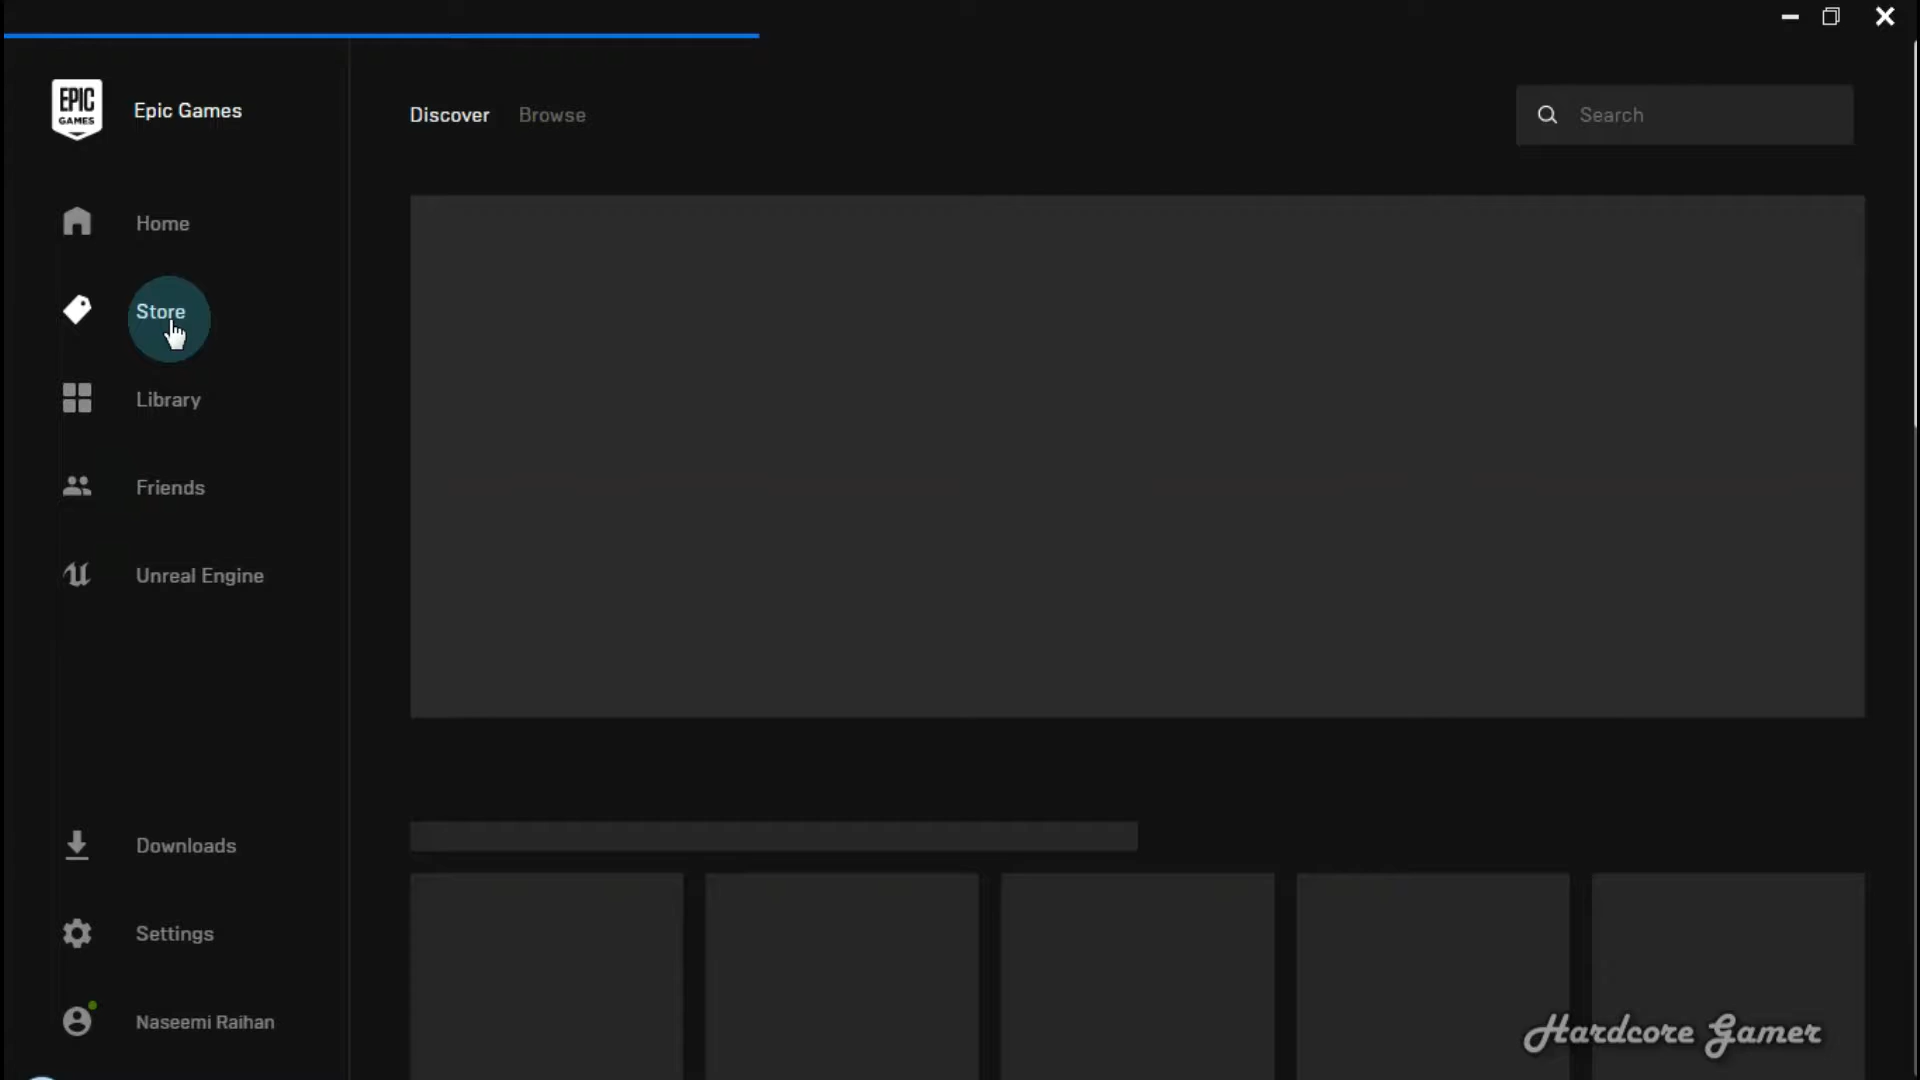 EPIC
GAMES
Epic Games
Discover
Browse
Search
Home
Store
Library
Friends
Unreal Engine
Downloads
Settings
Naseemi Raihan
Hardcore Gamer